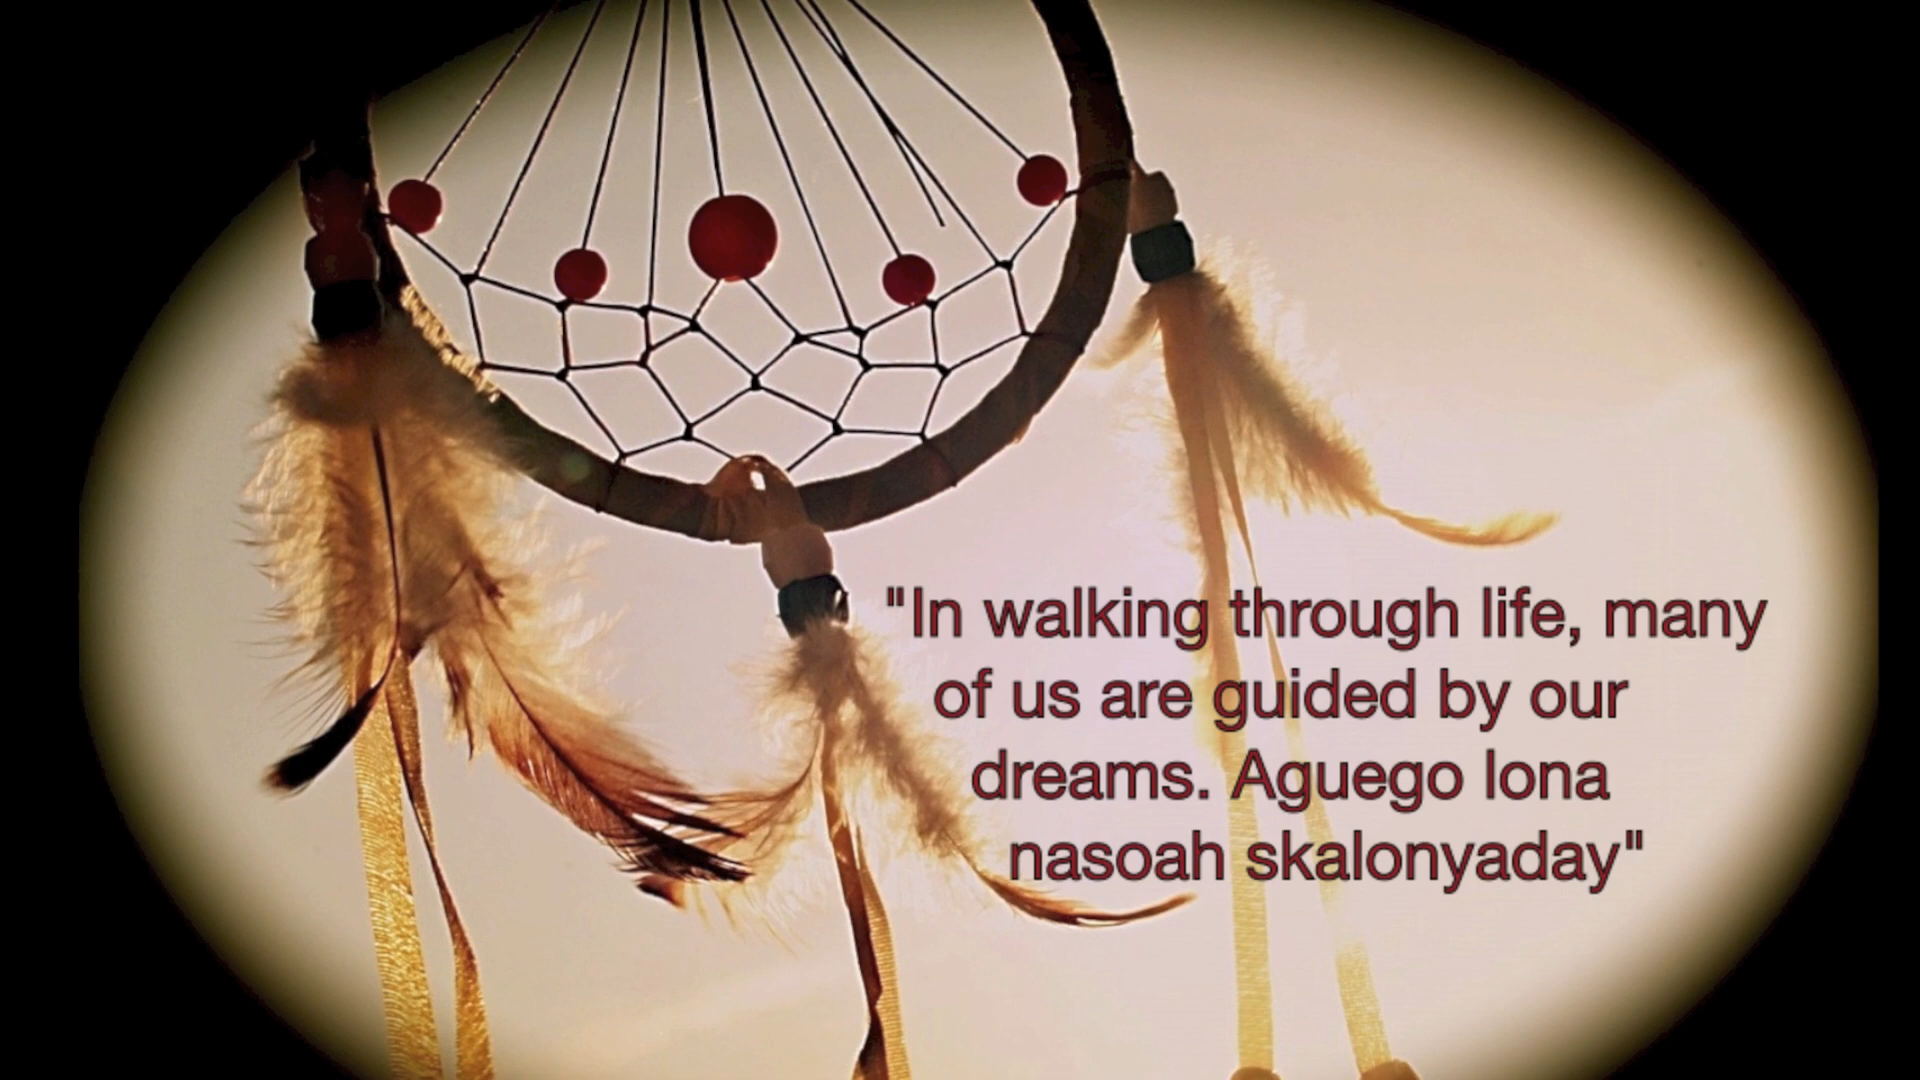 "In walking through life, many
of us are guided by our
dreams. Aguego lona
nasoah skalonyaday"